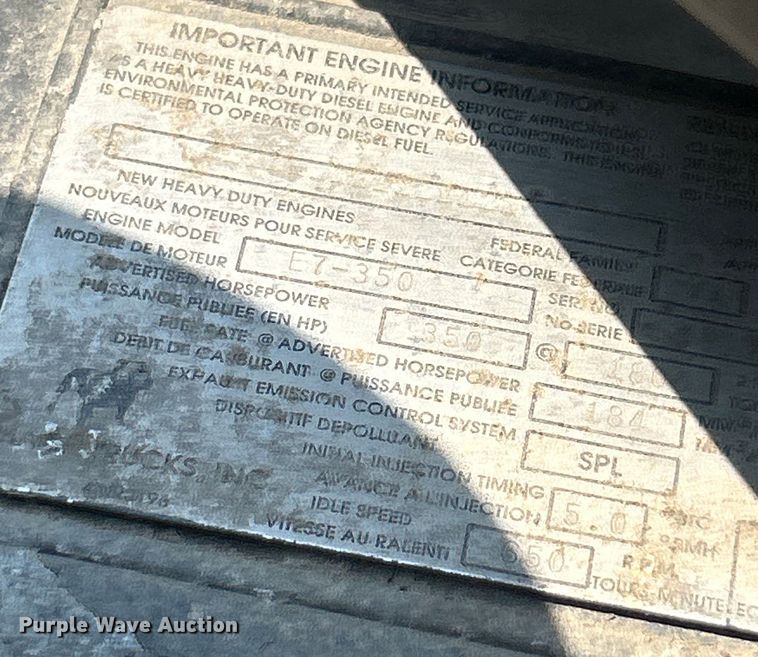 IMPORTANT ENGINE INFORMATION
THIS ENGINE HAS A PRIMARY INTENDED SERVICE APPLICATION
AS A HEAVY HEAVY-DUTY DIESEL ENGINE AND CONFORMS TO U.S.
ENVIRONMENTAL PROTECTION AGENCY REGULATIONS. THIS ENGINE
IS CERTIFIED TO OPERATE ON DIESEL FUEL.
NEW HEAVY DUTY ENGINES
NOUVEAUX MOTEURS POUR SERVICE SEVERE
FEDERAL FAMILY
CATEGORIE FEDERALE
ENGINE MODEL
MODELE DE MOTEUR
E7-350
SER NO
NO SERIE
ADVERTISED HORSEPOWER
PUISSANCE PUBLIEE (EN HP)
350 @
FUEL RATE @ ADVERTISED HORSEPOWER
DEBIT DE CARBURANT @ PUISSANCE PUBLIEE
184
EXHAUST EMISSION CONTROL SYSTEM
DISPOSITIF DEPOLLUANT
SPL
INITIAL INJECTION TIMING
AVANCE A L'INJECTION
5.0
IDLE SPEED
VITESSE AU RALENTI
650
R P M
TOURS MINUTE
TRUCKS, INC
Purple Wave Auction